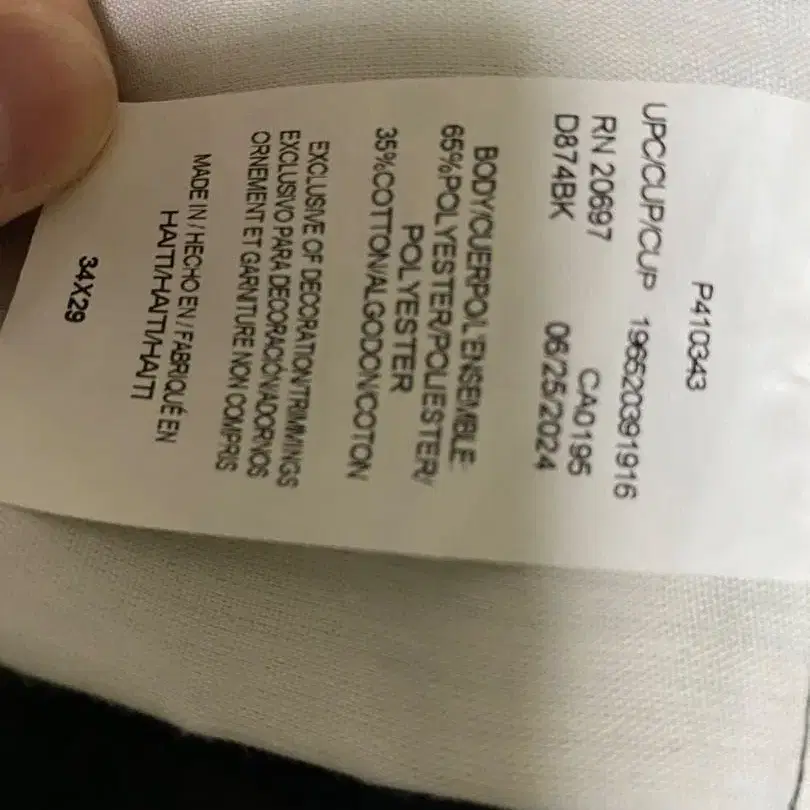 P410343
UPC/CUP/CUP 196520391916
RN 20697 CA0195
D874BK 06/25/2024
BODY/CUERPO/L'ENSEMBLE:
65%POLYESTER/POLIESTER/
POLYESTER
35%COTTON/ALGODON/COTON
EXCLUSIVE OF DECORATION/TRIMMINGS
EXCLUSIVO PARA DECORACIÓN/ADORNOS
ORNEMENT ET GARNITURE NON COMPRIS
MADE IN / HECHO EN / FABRIQUÉ EN
HAITI/HAITI/HAITI
34X29